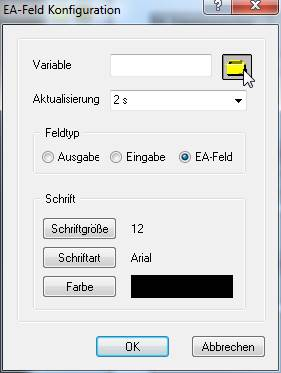 EA-Feld Konfiguration ?
Variable
Aktualisierung 2 s
Feldtyp
Ausgabe Eingabe EA-Feld
Schrift
Schriftgröße 12
Schriftart Arial
Farbe
OK Abbrechen